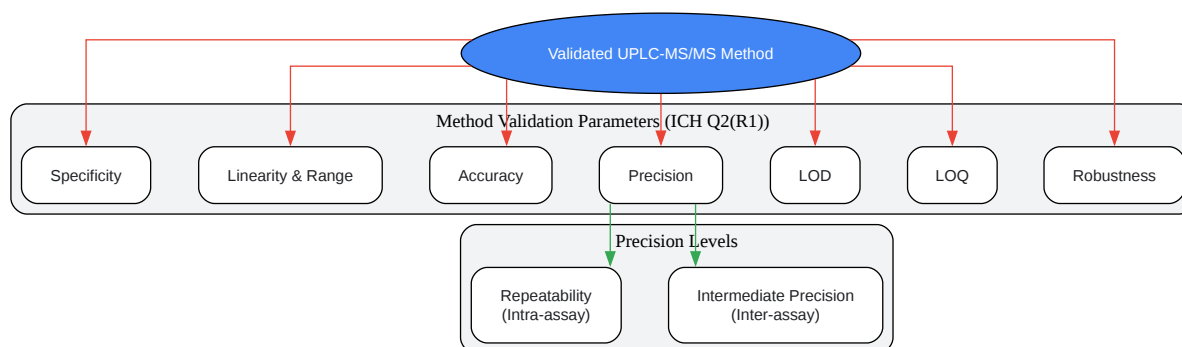 Validated UPLC-MS/MS Method
Method Validation Parameters (ICH Q2(R1))
Specificity
Linearity & Range
Accuracy
Precision
LOD
LOQ
Robustness
Precision Levels
Repeatability
(Intra-assay)
Intermediate Precision
(Inter-assay)